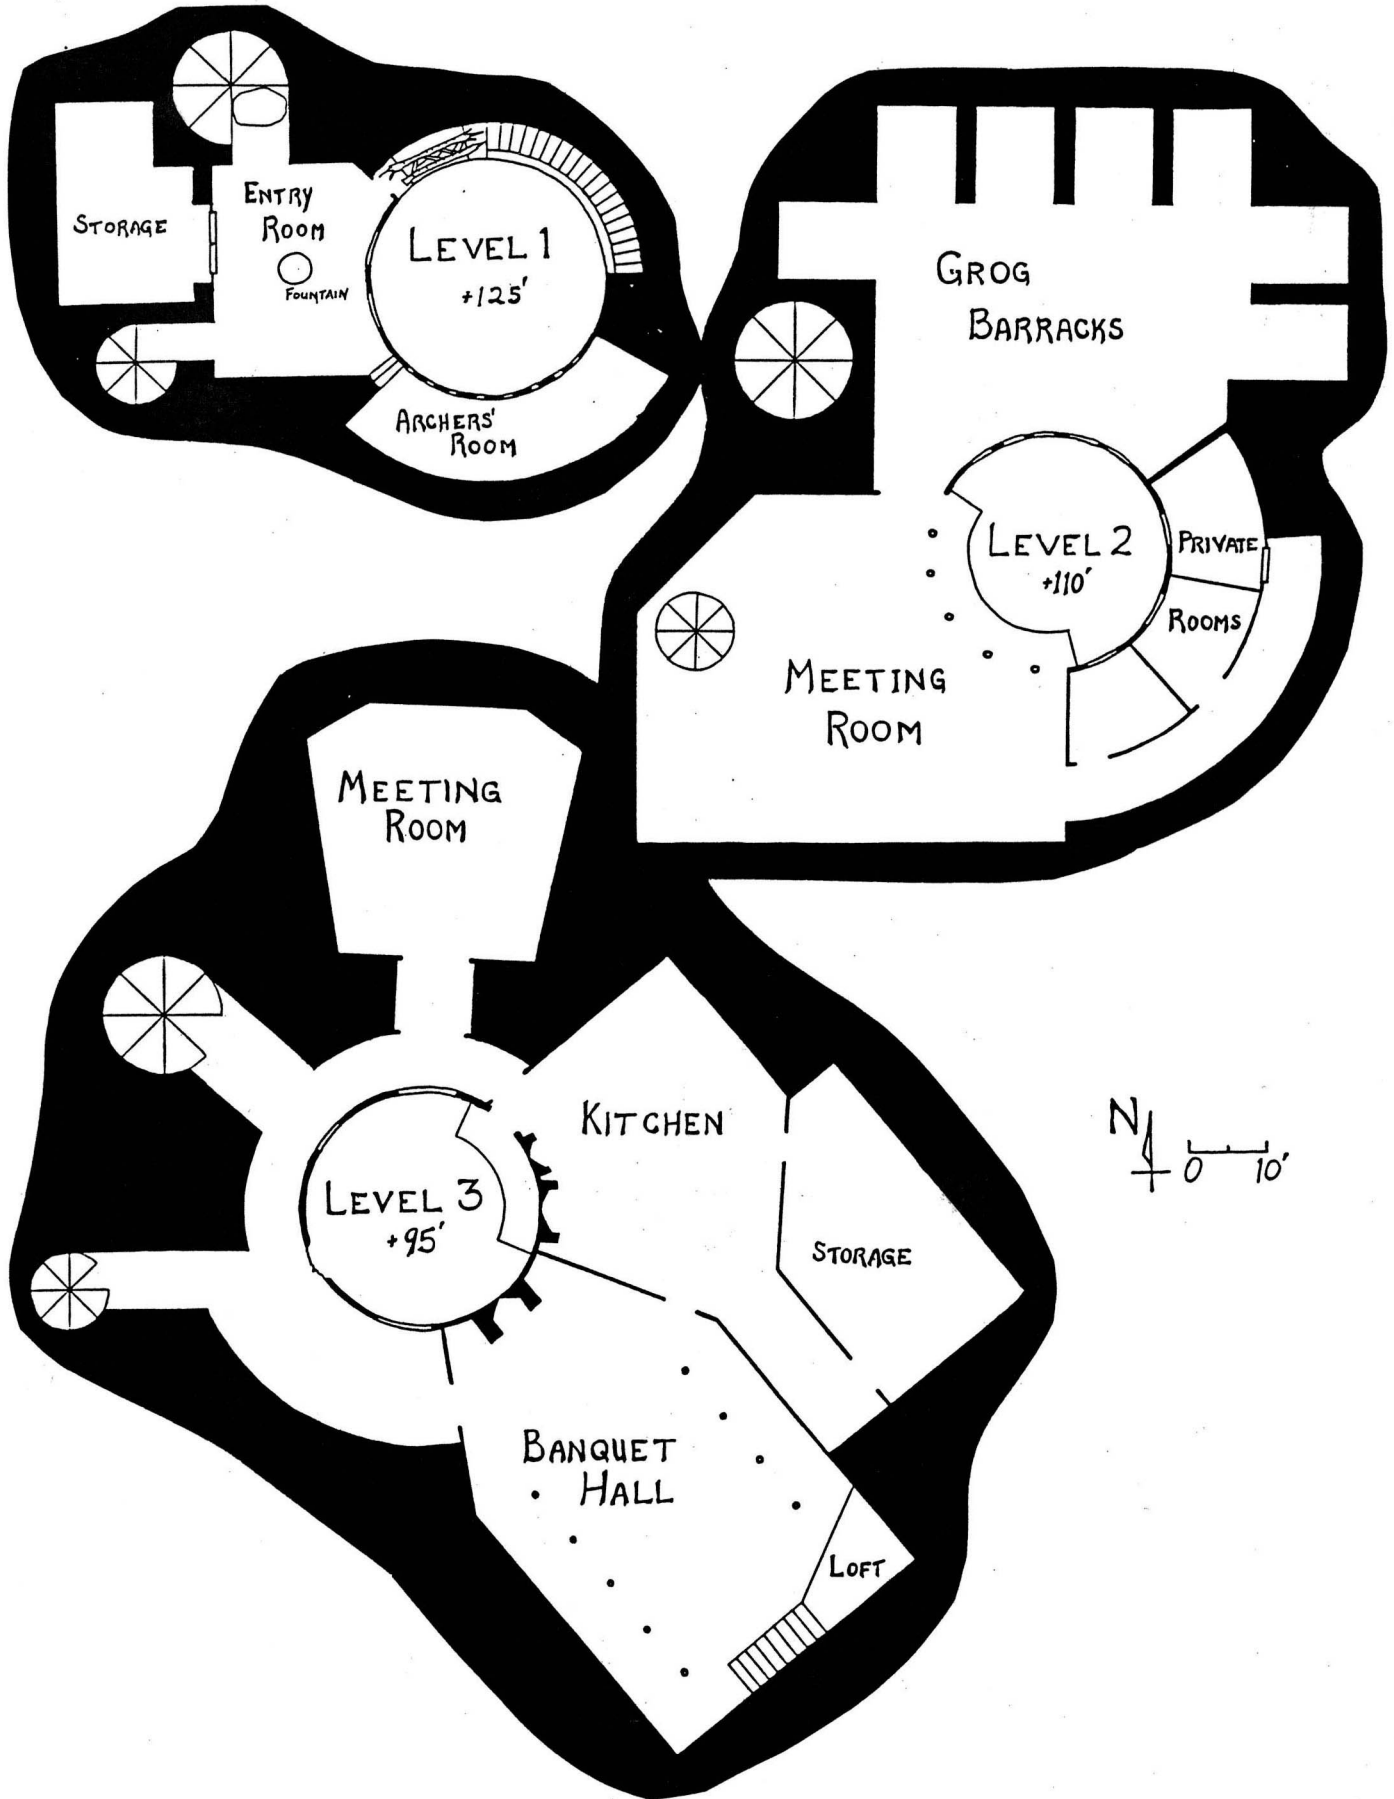 STORAGE
ENTRY
ROOM
FOUNTAIN
LEVEL 1
+125'
ARCHERS'
ROOM
GROG
BARRACKS
LEVEL 2
+110'
PRIVATE
ROOMS
MEETING
ROOM
MEETING
ROOM
KITCHEN
LEVEL 3
+95'
STORAGE
BANQUET
HALL
LOFT
N
0 10'